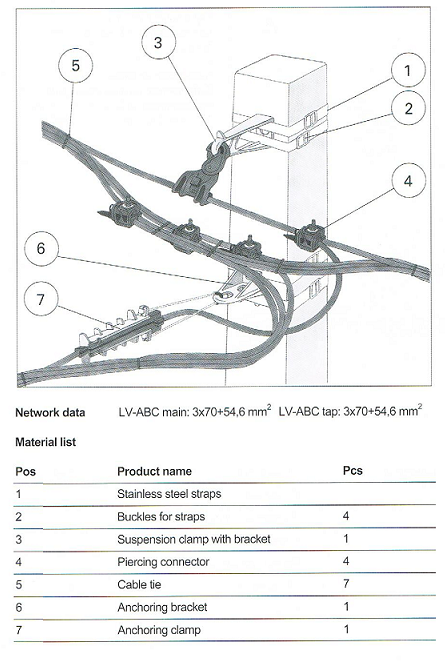 3
5
1
2
4
6
7
Network data LV-ABC main: 3x70+54,6 mm² LV-ABC tap: 3x70+54,6 mm²
Material list
Pos Product name Pcs
1 Stainless steel straps
2 Buckles for straps 4
3 Suspension clamp with bracket 1
4 Piercing connector 4
5 Cable tie 7
6 Anchoring bracket 1
7 Anchoring clamp 1